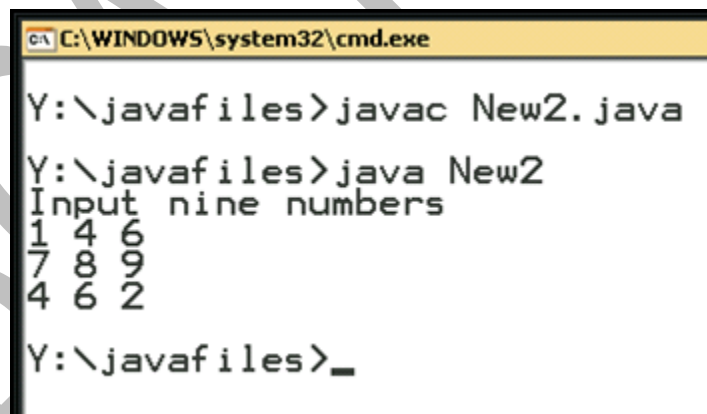 C:\WINDOWS\system32\cmd.exe
Y:\javafiles>javac New2.java
Y:\javafiles>java New2
Input nine numbers
1 4 6
7 8 9
4 6 2
Y:\javafiles>_